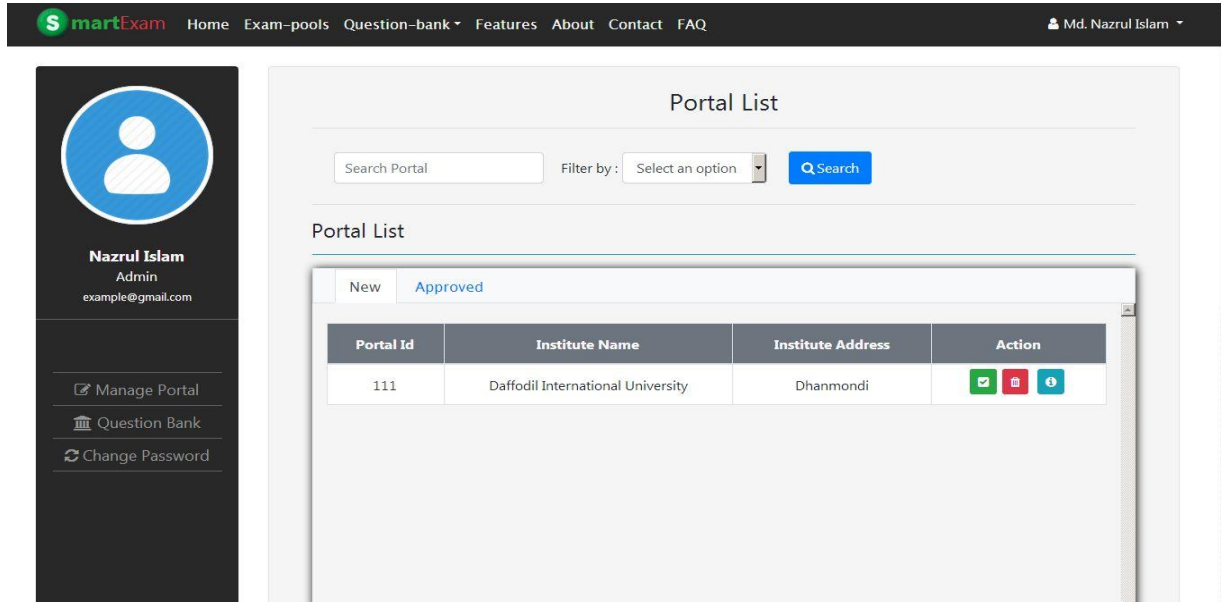 SmartExam Home Exam-pools Question-bank Features About Contact FAQ Md. Nazrul Islam
Nazrul Islam
Admin
example@gmail.com
Manage Portal
Question Bank
Change Password
Portal List
Search Portal Filter by : Select an option Search
Portal List
New Approved
Portal Id Institute Name Institute Address Action
111 Daffodil International University Dhanmondi